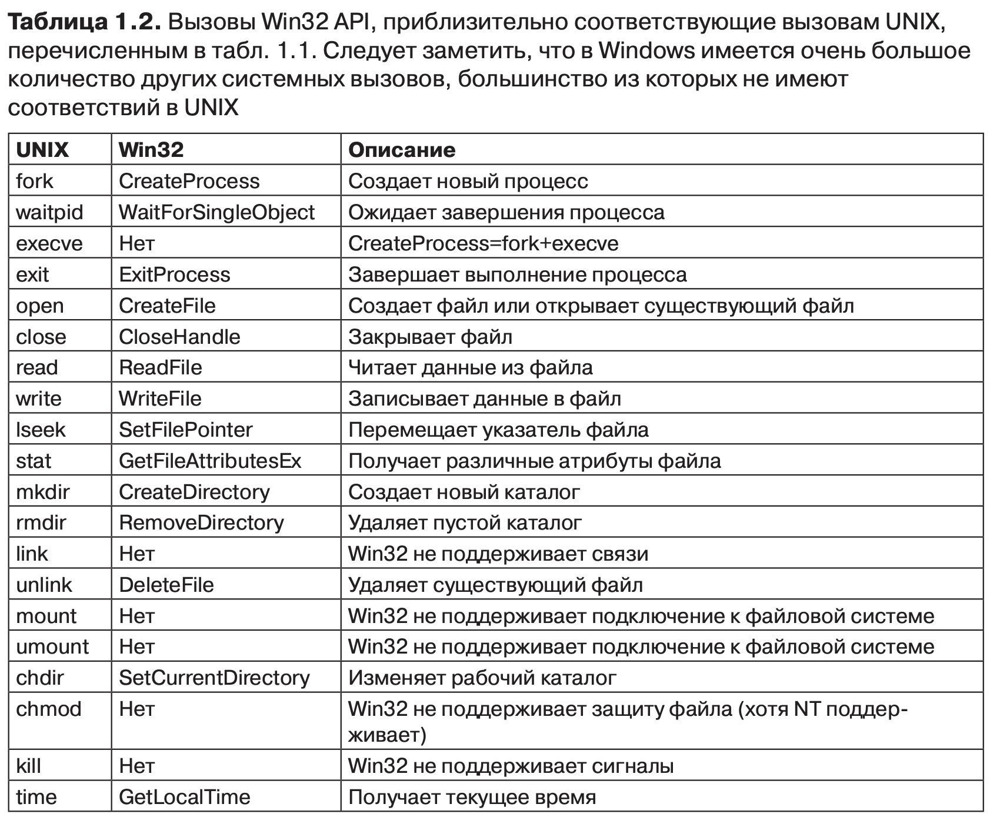 Таблица 1.2. Вызовы Win32 API, приблизительно соответствующие вызовам UNIX,
перечисленным в табл. 1.1. Следует заметить, что в Windows имеется очень большое
количество других системных вызовов, большинство из которых не имеют
соответствий в UNIX
UNIX Win32 Описание
fork CreateProcess Создает новый процесс
waitpid WaitForSingleObject Ожидает завершения процесса
execve Нет CreateProcess=fork+execve
exit ExitProcess Завершает выполнение процесса
open CreateFile Создает файл или открывает существующий файл
close CloseHandle Закрывает файл
read ReadFile Читает данные из файла
write WriteFile Записывает данные в файл
lseek SetFilePointer Перемещает указатель файла
stat GetFileAttributesEx Получает различные атрибуты файла
mkdir CreateDirectory Создает новый каталог
rmdir RemoveDirectory Удаляет пустой каталог
link Нет Win32 не поддерживает связи
unlink DeleteFile Удаляет существующий файл
mount Нет Win32 не поддерживает подключение к файловой системе
umount Нет Win32 не поддерживает подключение к файловой системе
chdir SetCurrentDirectory Изменяет рабочий каталог
chmod Нет Win32 не поддерживает защиту файла (хотя NT поддер-
живает)
kill Нет Win32 не поддерживает сигналы
time GetLocalTime Получает текущее время